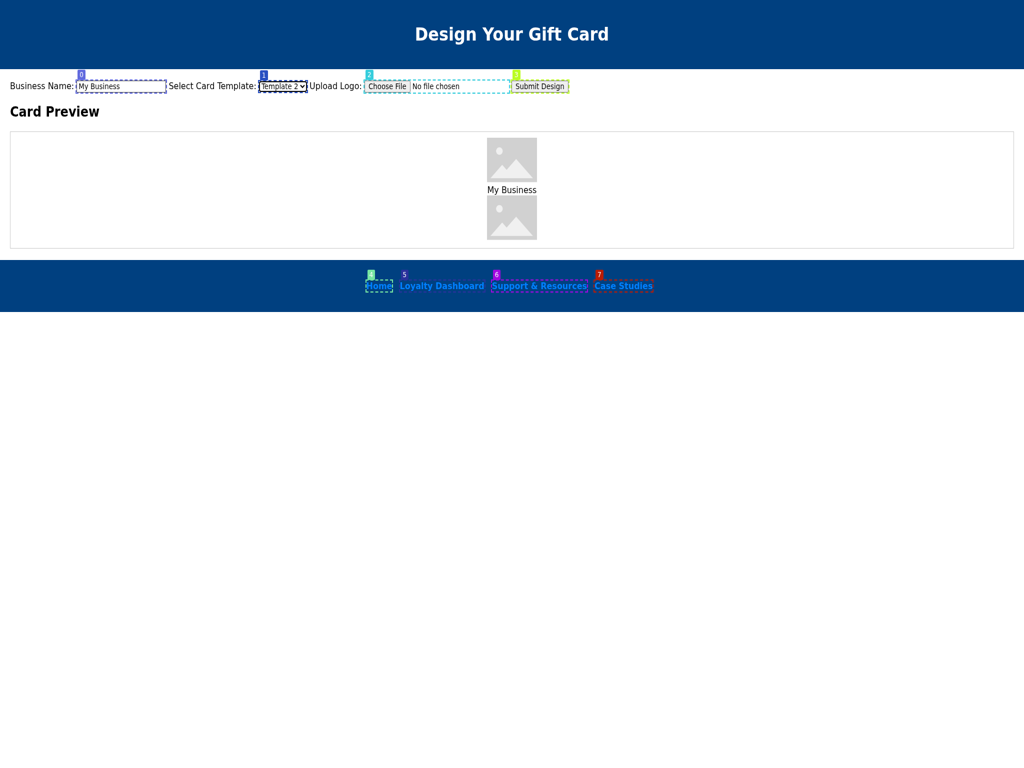 Design Your Gift Card
0 1 2 3
Business Name: My Business Select Card Template: Template 2 Upload Logo: Choose File No file chosen Submit Design
Card Preview
My Business
4 5 6 7
Home Loyalty Dashboard Support & Resources Case Studies